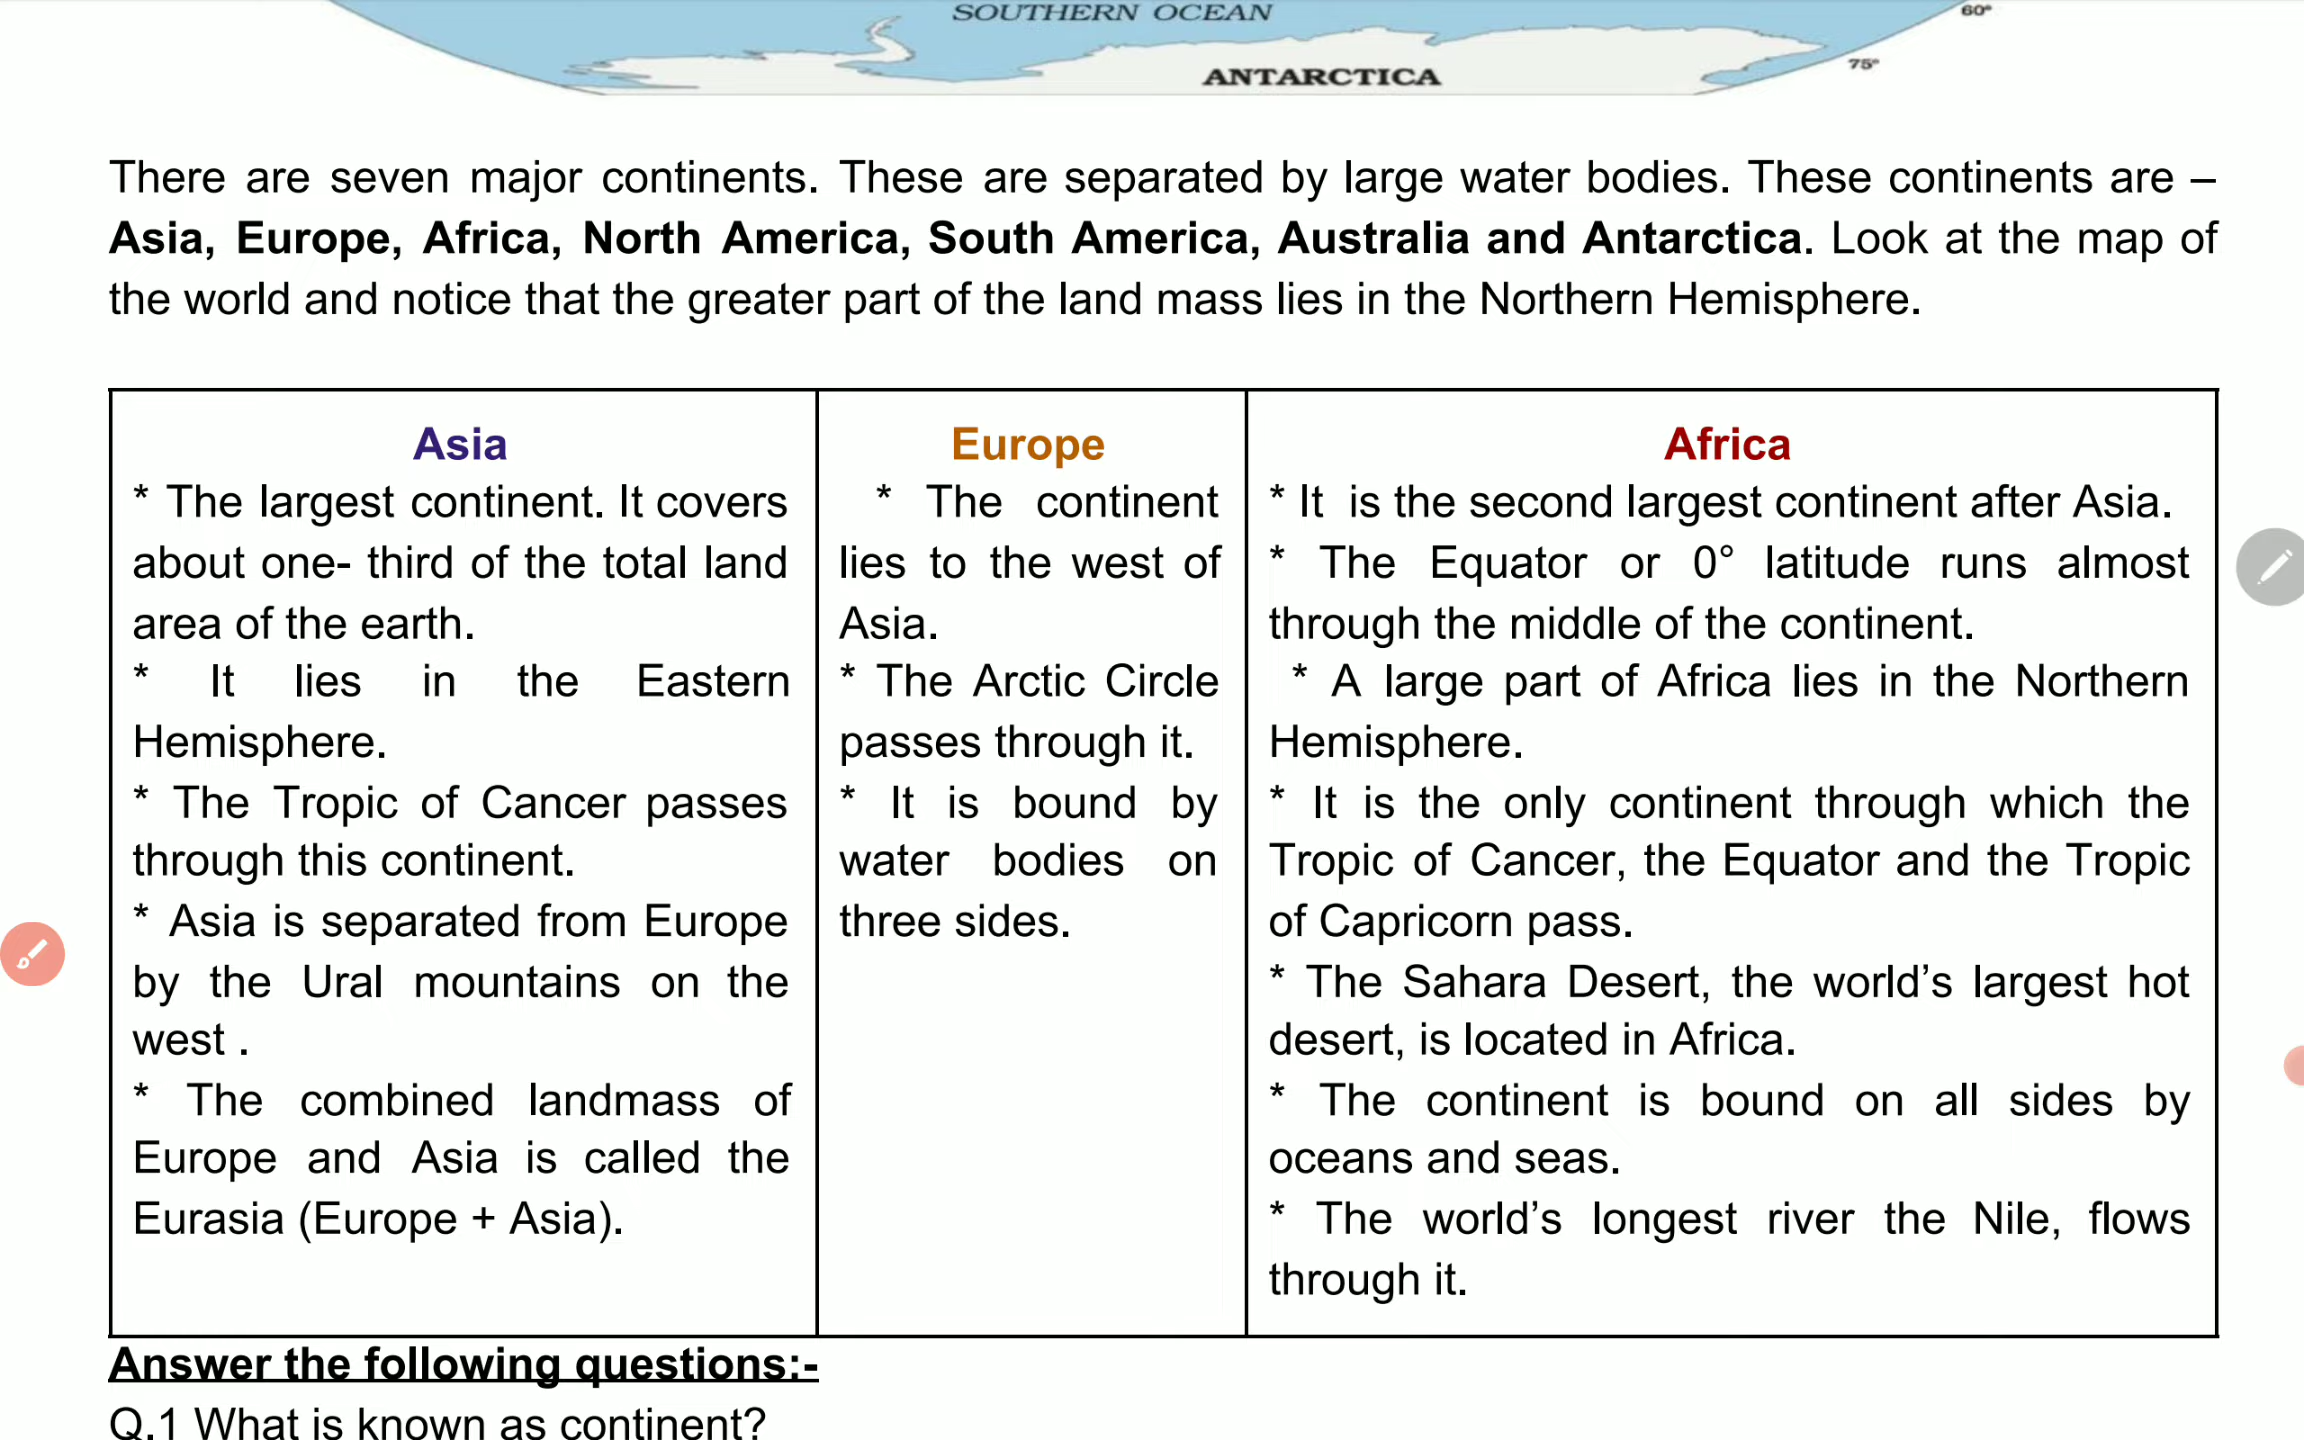 SOUTHERN OCEAN
60°
75°
ANTARCTICA
There are seven major continents. These are separated by large water bodies. These continents are –
Asia, Europe, Africa, North America, South America, Australia and Antarctica. Look at the map of
the world and notice that the greater part of the land mass lies in the Northern Hemisphere.
Asia
* The largest continent. It covers
about one- third of the total land
area of the earth.
* It lies in the Eastern
Hemisphere.
* The Tropic of Cancer passes
through this continent.
* Asia is separated from Europe
by the Ural mountains on the
west .
* The combined landmass of
Europe and Asia is called the
Eurasia (Europe + Asia).
Europe
* The continent
lies to the west of
Asia.
* The Arctic Circle
passes through it.
* It is bound by
water bodies on
three sides.
Africa
* It is the second largest continent after Asia.
* The Equator or 0° latitude runs almost
through the middle of the continent.
* A large part of Africa lies in the Northern
Hemisphere.
* It is the only continent through which the
Tropic of Cancer, the Equator and the Tropic
of Capricorn pass.
* The Sahara Desert, the world’s largest hot
desert, is located in Africa.
* The continent is bound on all sides by
oceans and seas.
* The world’s longest river the Nile, flows
through it.
Answer the following questions:-
Q.1 What is known as continent?